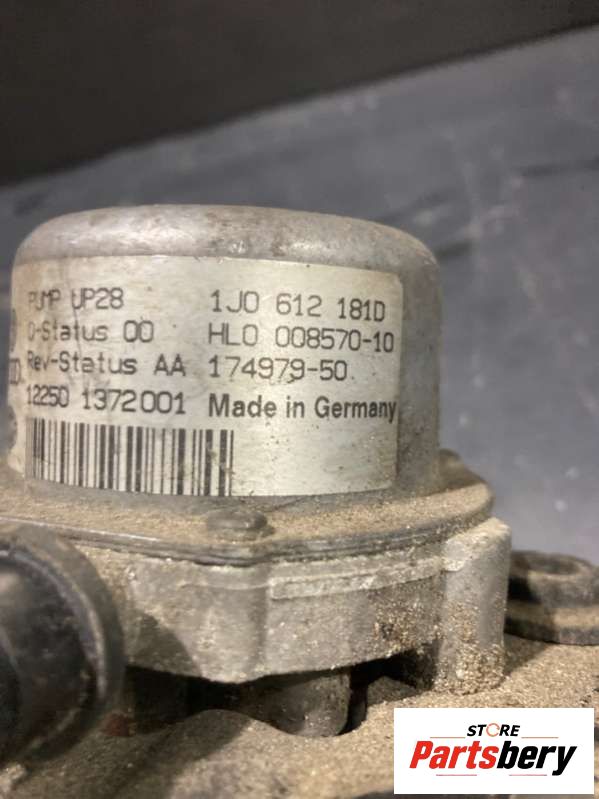 PUMP UP28 1J0 612 181D
Q-Status 00 HLO 008570-10
Rev-Status AA 174979-50
12250 1372001 Made in Germany
STORE
Partsbery